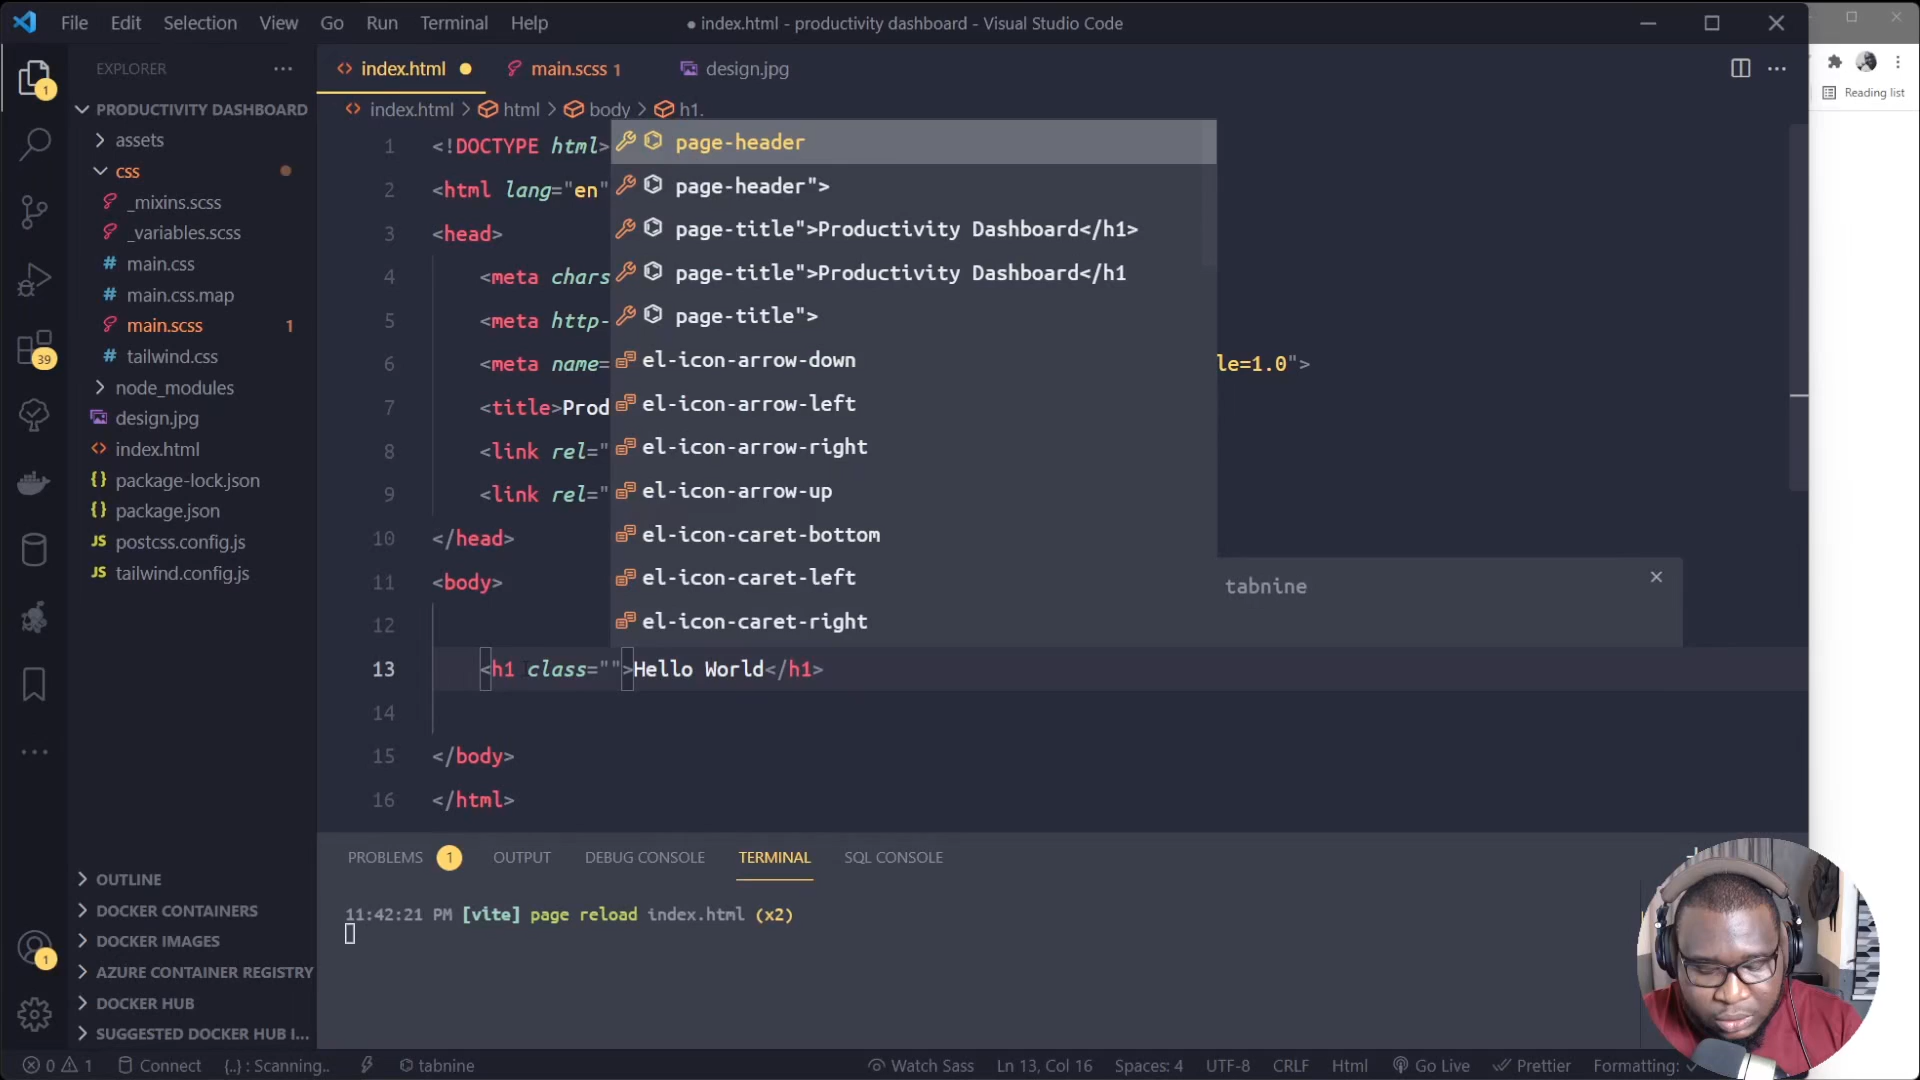 File Edit Selection View Go Run Terminal Help
● index.html - productivity dashboard - Visual Studio Code
EXPLORER
index.html
main.scss 1
design.jpg
Reading list
index.html > html > body > h1.
PRODUCTIVITY DASHBOARD
assets
css
_mixins.scss
_variables.scss
main.css
main.css.map
main.scss 1
tailwind.css
node_modules
design.jpg
index.html
package-lock.json
package.json
postcss.config.js
tailwind.config.js
OUTLINE
DOCKER CONTAINERS
DOCKER IMAGES
AZURE CONTAINER REGISTRY
DOCKER HUB
SUGGESTED DOCKER HUB I...
1
39
1
1 <!DOCTYPE html>
2 <html lang="en"
3 <head>
4 <meta chars
5 <meta http-
6 <meta name= le=1.0">
7 <title>Prod
8 <link rel="
9 <link rel="
10 </head>
11 <body>
12
13 <h1 class="">Hello World</h1>
14
15 </body>
16 </html>
page-header
page-header">
page-title">Productivity Dashboard</h1>
page-title">Productivity Dashboard</h1
page-title">
el-icon-arrow-down
el-icon-arrow-left
el-icon-arrow-right
el-icon-arrow-up
el-icon-caret-bottom
el-icon-caret-left
el-icon-caret-right
tabnine
PROBLEMS 1 OUTPUT DEBUG CONSOLE TERMINAL SQL CONSOLE
11:42:21 PM [vite] page reload index.html (x2)
0 1 Connect {..} : Scanning.. tabnine Watch Sass Ln 13, Col 16 Spaces: 4 UTF-8 CRLF Html Go Live Prettier Formatting: ✓